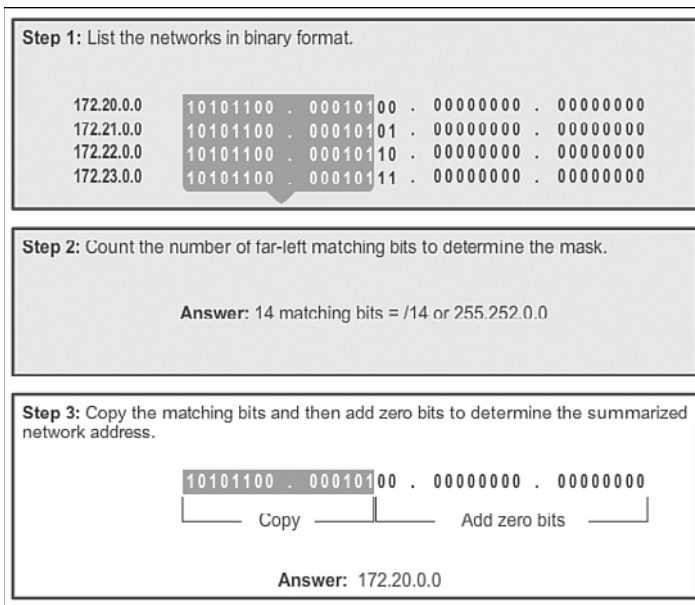 Step 1: List the networks in binary format.
172.20.0.0 10101100 . 00010100 . 00000000 . 00000000
172.21.0.0 10101100 . 00010101 . 00000000 . 00000000
172.22.0.0 10101100 . 00010110 . 00000000 . 00000000
172.23.0.0 10101100 . 00010111 . 00000000 . 00000000
Step 2: Count the number of far-left matching bits to determine the mask.
Answer: 14 matching bits = /14 or 255.252.0.0
Step 3: Copy the matching bits and then add zero bits to determine the summarized
network address.
10101100 . 00010100 . 00000000 . 00000000
Copy Add zero bits
Answer: 172.20.0.0